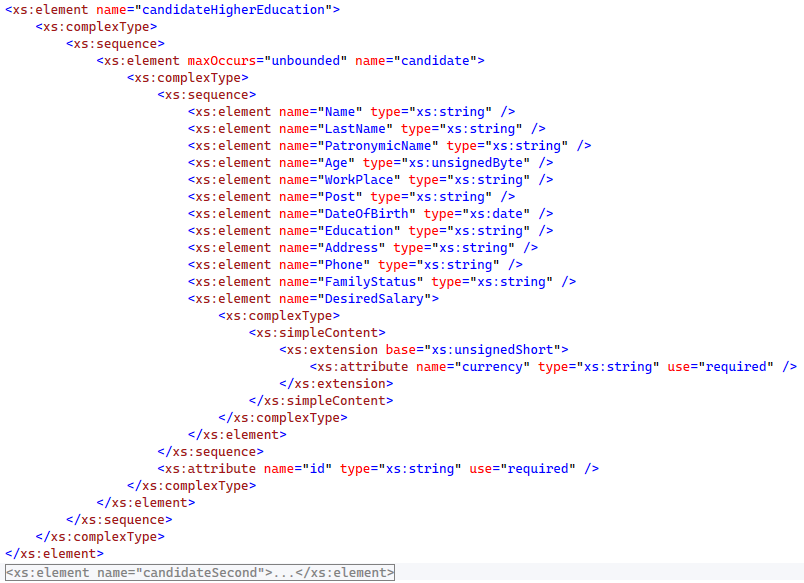 <xs:element name="candidateHigherEducation">
<xs:complexType>
<xs:sequence>
<xs:element maxOccurs="unbounded" name="candidate">
<xs:complexType>
<xs:sequence>
<xs:element name="Name" type="xs:string" />
<xs:element name="LastName" type="xs:string" />
<xs:element name="PatronymicName" type="xs:string" />
<xs:element name="Age" type="xs:unsignedByte" />
<xs:element name="WorkPlace" type="xs:string" />
<xs:element name="Post" type="xs:string" />
<xs:element name="DateOfBirth" type="xs:date" />
<xs:element name="Education" type="xs:string" />
<xs:element name="Address" type="xs:string" />
<xs:element name="Phone" type="xs:string" />
<xs:element name="FamilyStatus" type="xs:string" />
<xs:element name="DesiredSalary">
<xs:complexType>
<xs:simpleContent>
<xs:extension base="xs:unsignedShort">
<xs:attribute name="currency" type="xs:string" use="required" />
</xs:extension>
</xs:simpleContent>
</xs:complexType>
</xs:element>
</xs:sequence>
<xs:attribute name="id" type="xs:string" use="required" />
</xs:complexType>
</xs:element>
</xs:sequence>
</xs:complexType>
</xs:element>
<xs:element name="candidateSecond">...</xs:element>